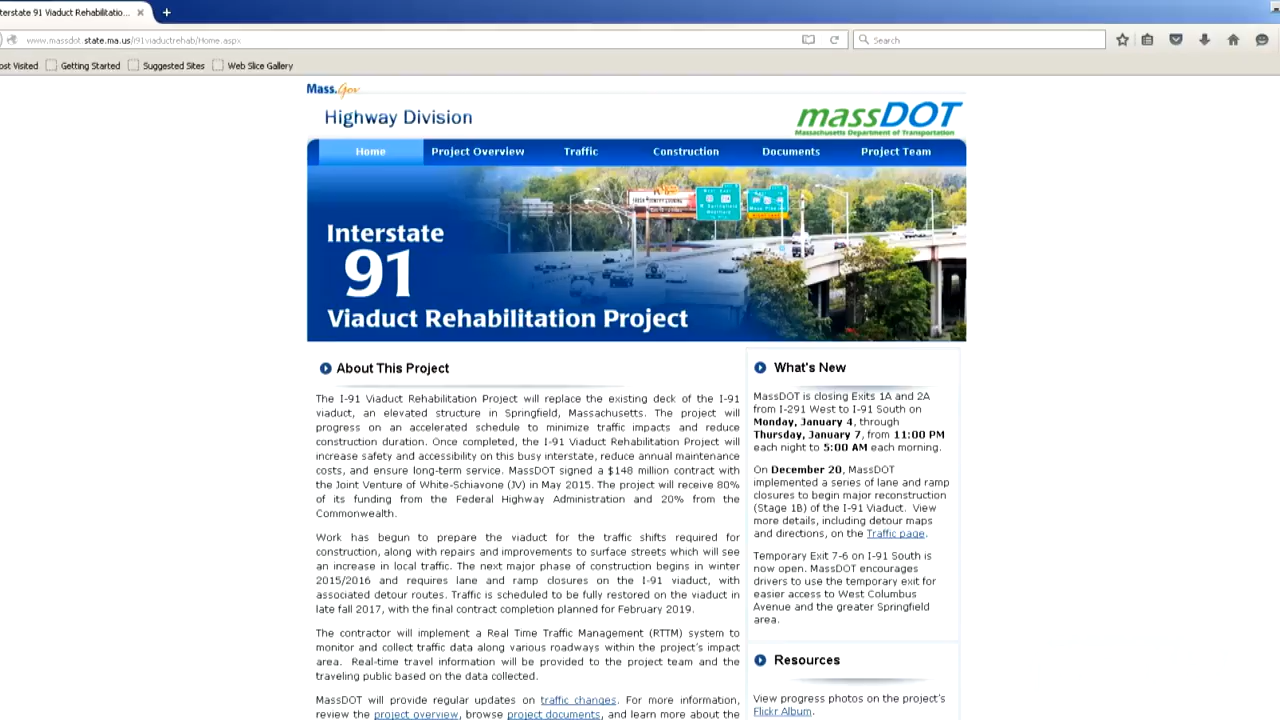 terstate 91 Viaduct Rehabilitatio...
www.massdot.state.ma.us/i91viaductrehab/Home.aspx
Search
ost Visited Getting Started Suggested Sites Web Slice Gallery
Mass.Gov
Highway Division
massDOT
Massachusetts Department of Transportation
Home Project Overview Traffic Construction Documents Project Team
Interstate
91
Viaduct Rehabilitation Project
About This Project
The I-91 Viaduct Rehabilitation Project will replace the existing deck of the I-91
viaduct, an elevated structure in Springfield, Massachusetts. The project will
progress on an accelerated schedule to minimize traffic impacts and reduce
construction duration. Once completed, the I-91 Viaduct Rehabilitation Project will
increase safety and accessibility on this busy interstate, reduce annual maintenance
costs, and ensure long-term service. MassDOT signed a $148 million contract with
the Joint Venture of White-Schiavone (JV) in May 2015. The project will receive 80%
of its funding from the Federal Highway Administration and 20% from the
Commonwealth.
Work has begun to prepare the viaduct for the traffic shifts required for
construction, along with repairs and improvements to surface streets which will see
an increase in local traffic. The next major phase of construction begins in winter
2015/2016 and requires lane and ramp closures on the I-91 viaduct, with
associated detour routes. Traffic is scheduled to be fully restored on the viaduct in
late fall 2017, with the final contract completion planned for February 2019.
The contractor will implement a Real Time Traffic Management (RTTM) system to
monitor and collect traffic data along various roadways within the project's impact
area. Real-time travel information will be provided to the project team and the
traveling public based on the data collected.
MassDOT will provide regular updates on traffic changes. For more information,
review the project overview, browse project documents, and learn more about the
What's New
MassDOT is closing Exits 1A and 2A
from I-291 West to I-91 South on
Monday, January 4, through
Thursday, January 7, from 11:00 PM
each night to 5:00 AM each morning.
On December 20, MassDOT
implemented a series of lane and ramp
closures to begin major reconstruction
(Stage 1B) of the I-91 Viaduct. View
more details, including detour maps
and directions, on the Traffic page.
Temporary Exit 7-6 on I-91 South is
now open. MassDOT encourages
drivers to use the temporary exit for
easier access to West Columbus
Avenue and the greater Springfield
area.
Resources
View progress photos on the project's
Flickr Album.